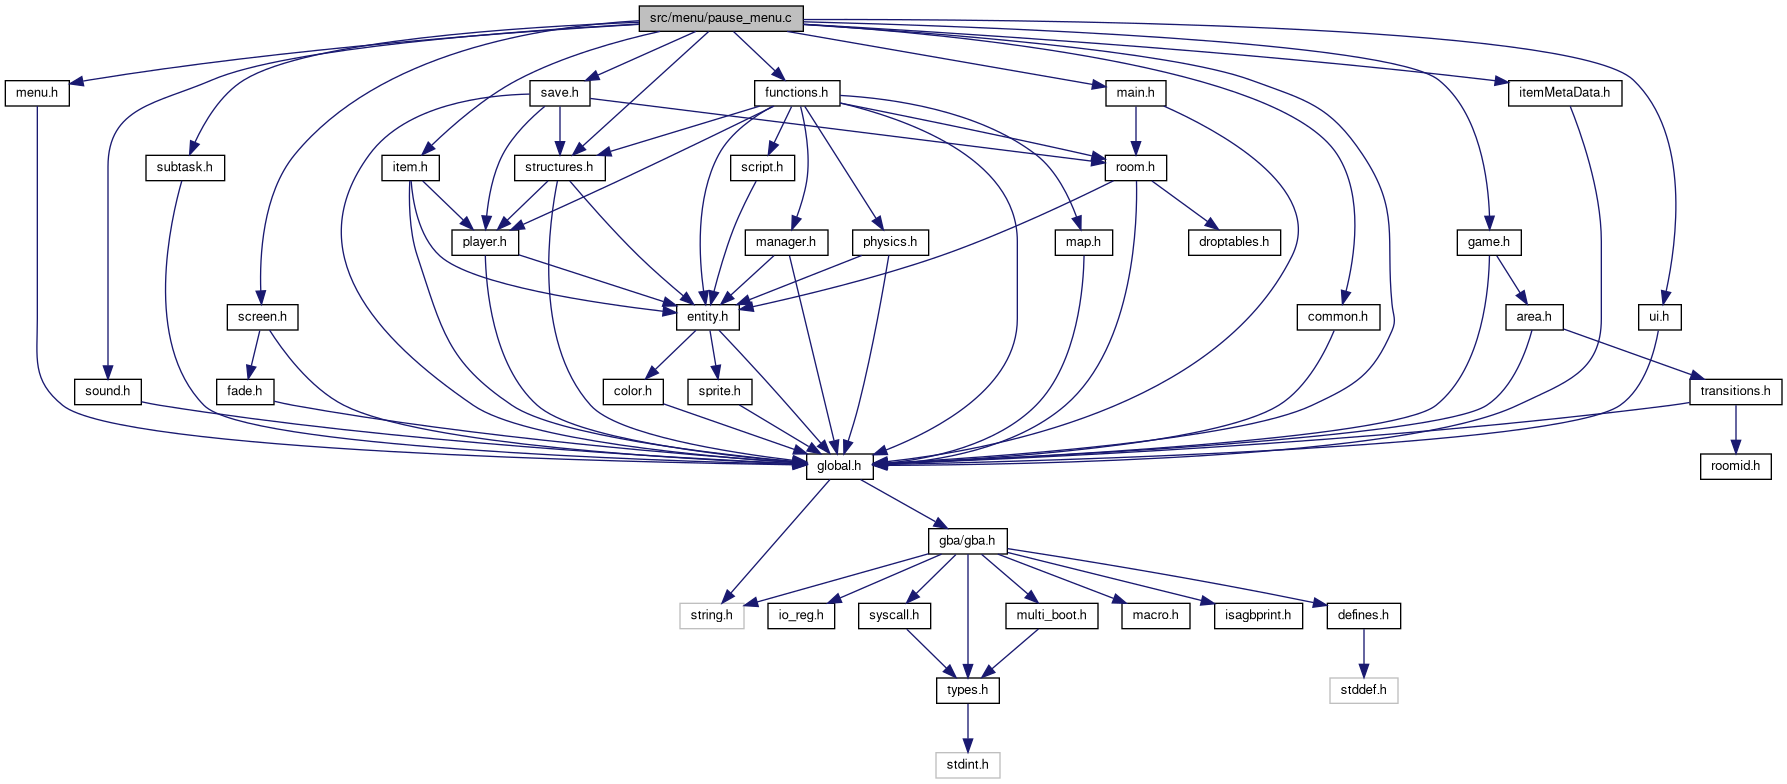 src/menu/pause_menu.c
menu.h
save.h
functions.h
main.h
itemMetaData.h
subtask.h
item.h
structures.h
script.h
room.h
player.h
manager.h
physics.h
map.h
droptables.h
game.h
screen.h
entity.h
common.h
area.h
ui.h
sound.h
fade.h
color.h
sprite.h
transitions.h
global.h
roomid.h
gba/gba.h
string.h
io_reg.h
syscall.h
multi_boot.h
macro.h
isagbprint.h
defines.h
types.h
stddef.h
stdint.h